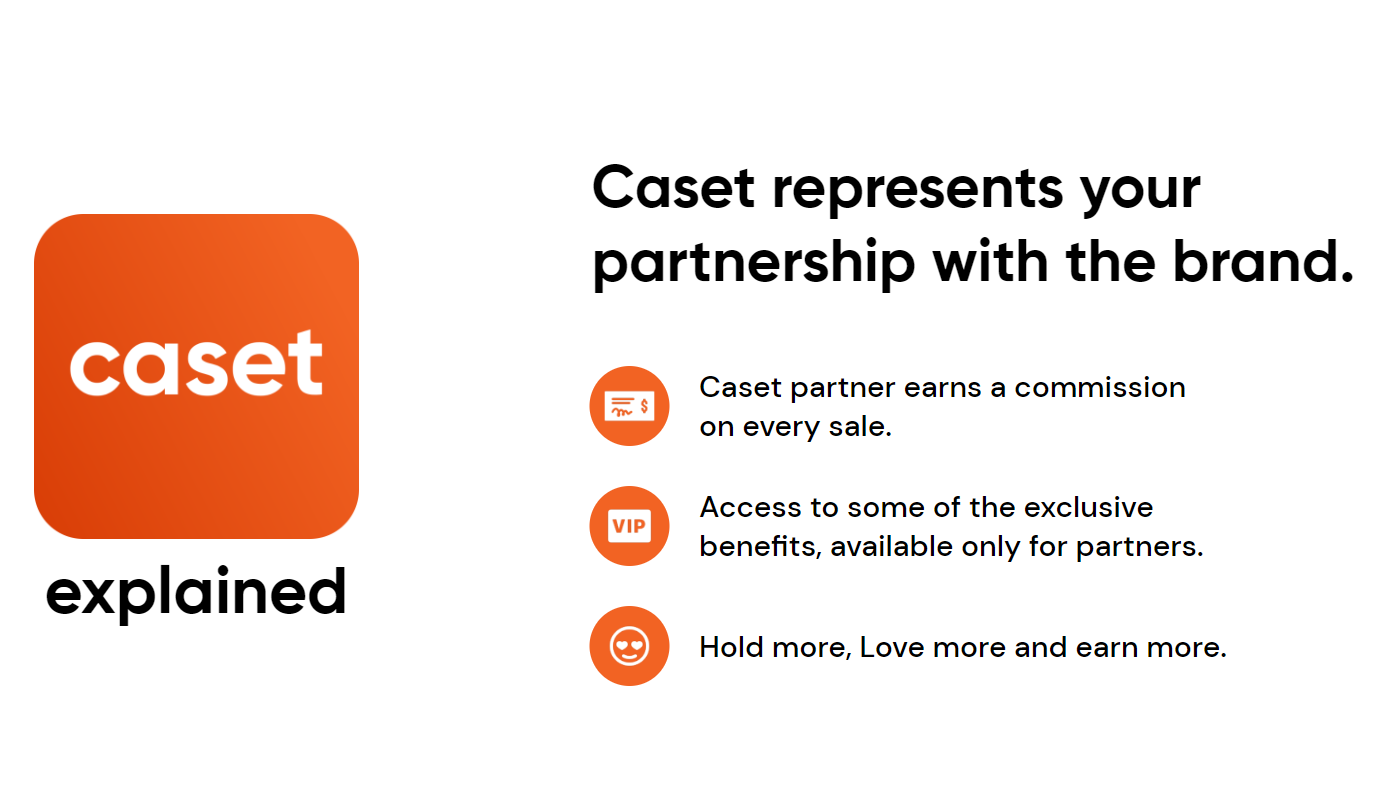 caset
explained
Caset represents your
partnership with the brand.
$
Caset partner earns a commission
on every sale.
VIP
Access to some of the exclusive
benefits, available only for partners.
Hold more, Love more and earn more.